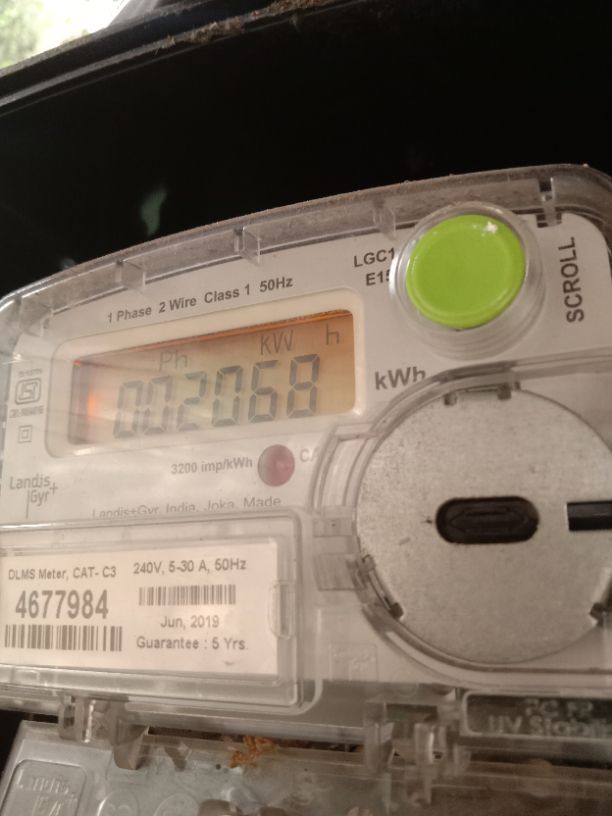 LGC1
E15
SCROLL
1 Phase 2 Wire Class 1 50Hz
Ph kW h
002068
kWh
3200 imp/kWh
Landis
Gyr+
Landis+Gyr, India, Joka, Made
DLMS Meter, CAT- C3
240V, 5-30 A, 50Hz
4677984
Jun, 2019
Guarantee : 5 Yrs.